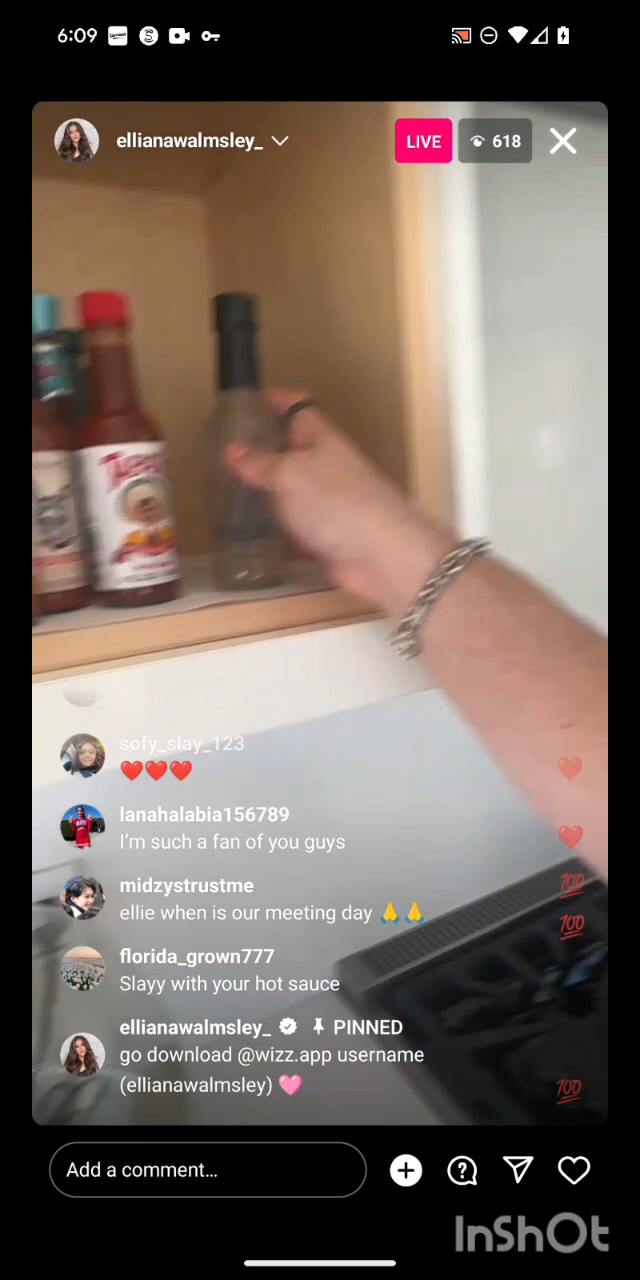 6:09
ellianawalmsley_
LIVE
618
sofy_slay_123
❤️❤️❤️
lanahalabia156789
I'm such a fan of you guys
midzystrustme
ellie when is our meeting day 🙏🙏
florida_grown777
Slayy with your hot sauce
ellianawalmsley_ PINNED
go download @wizz.app username
(ellianawalmsley) 🩷
Add a comment...
InShOt